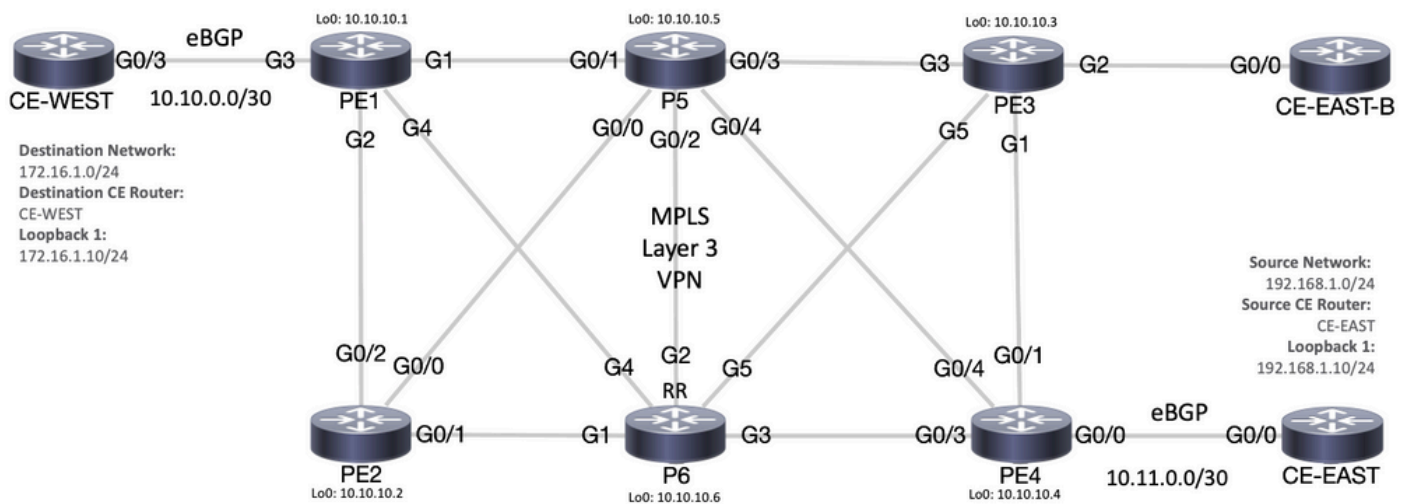 Lo0: 10.10.10.1
Lo0: 10.10.10.5
Lo0: 10.10.10.3
eBGP
G0/3
G3
G1
G0/1
G0/3
G3
G2
G0/0
CE-WEST
10.10.0.0/30
PE1
P5
PE3
CE-EAST-B
G2
G4
G0/0
G0/2
G0/4
G5
G1
Destination Network:
172.16.1.0/24
Destination CE Router:
CE-WEST
Loopback 1:
172.16.1.10/24
MPLS
Layer 3
VPN
Source Network:
192.168.1.0/24
Source CE Router:
CE-EAST
Loopback 1:
192.168.1.10/24
G0/2
G0/0
G4
G2
G5
G0/4
G0/1
RR
G0/1
G1
G3
G0/3
G0/0
eBGP
G0/0
PE2
P6
PE4
10.11.0.0/30
CE-EAST
Lo0: 10.10.10.2
Lo0: 10.10.10.6
Lo0: 10.10.10.4